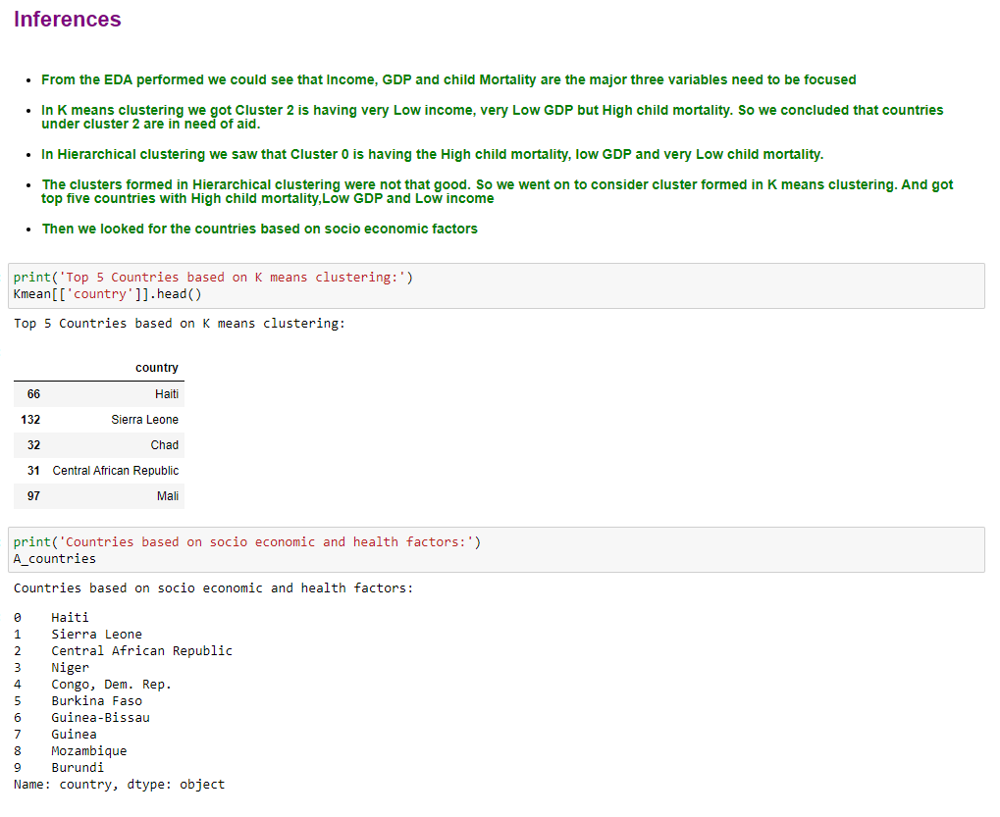 Inferences
From the EDA performed we could see that Income, GDP and child Mortality are the major three variables need to be focused
In K means clustering we got Cluster 2 is having very Low income, very Low GDP but High child mortality. So we concluded that countries
under cluster 2 are in need of aid.
In Hierarchical clustering we saw that Cluster 0 is having the High child mortality, low GDP and very Low child mortality.
The clusters formed in Hierarchical clustering were not that good. So we went on to consider cluster formed in K means clustering. And got
top five countries with High child mortality,Low GDP and Low income
Then we looked for the countries based on socio economic factors
print('Top 5 Countries based on K means clustering:')
Kmean[['country']].head()
Top 5 Countries based on K means clustering:
country
66 Haiti
132 Sierra Leone
32 Chad
31 Central African Republic
97 Mali
print('Countries based on socio economic and health factors:')
A_countries
Countries based on socio economic and health factors:
0 Haiti
1 Sierra Leone
2 Central African Republic
3 Niger
4 Congo, Dem. Rep.
5 Burkina Faso
6 Guinea-Bissau
7 Guinea
8 Mozambique
9 Burundi
Name: country, dtype: object